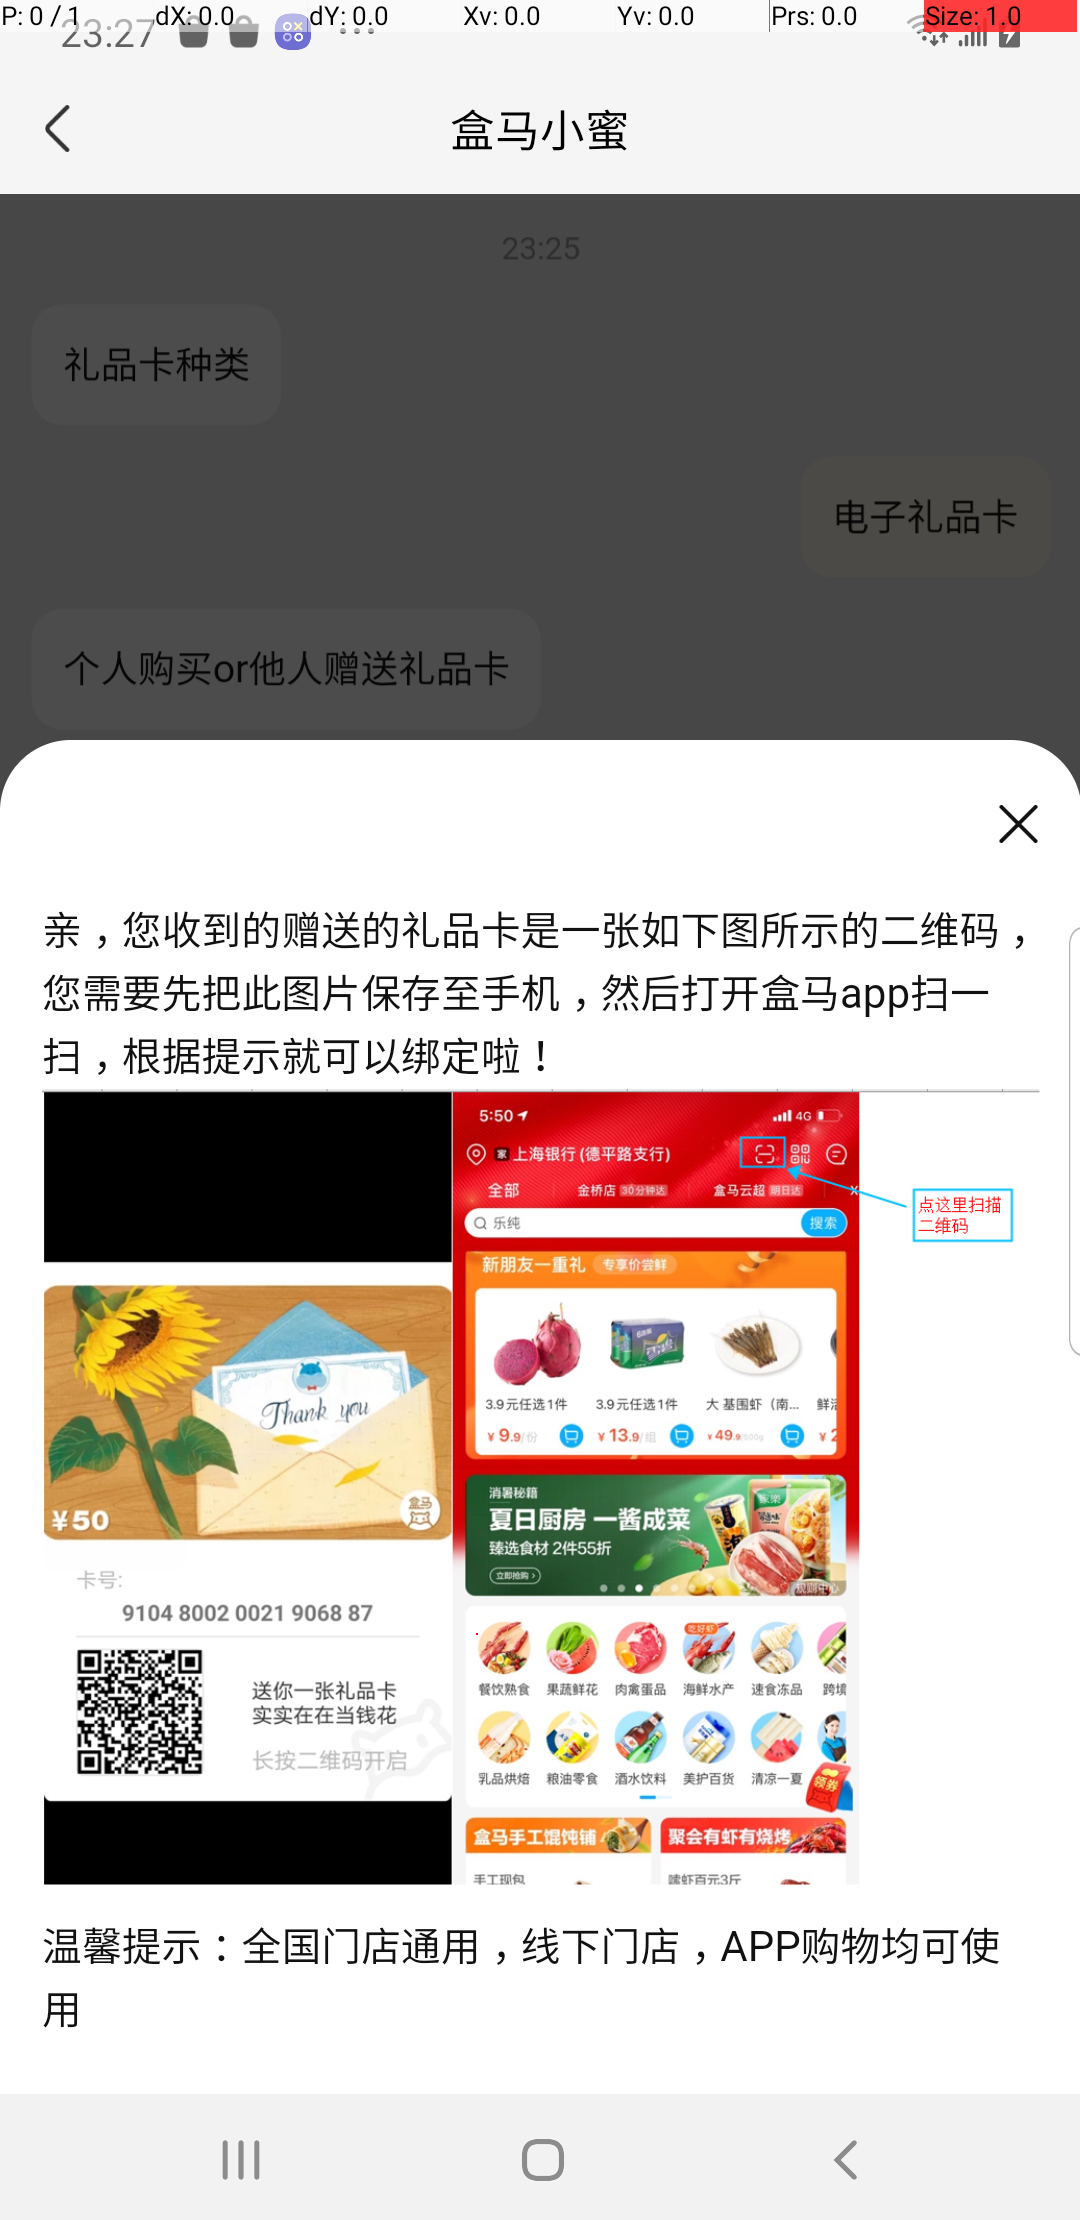 P: 0 / 1 dX: 0.0 dY: 0.0 Xv: 0.0 Yv: 0.0 Prs: 0.0 Size: 1.0
23:27
盒马小蜜
23:25
礼品卡种类
电子礼品卡
个人购买or他人赠送礼品卡
亲，您收到的赠送的礼品卡是一张如下图所示的二维码，
您需要先把此图片保存至手机，然后打开盒马app扫一
扫，根据提示就可以绑定啦！
Thank you
¥50
盒马
卡号:
9104 8002 0021 9068 87
送你一张礼品卡
实实在在当钱花
长按二维码开启
5:50 4G
家 上海银行(德平路支行)
点这里扫描
二维码
全部 金桥店 30分钟达 盒马云超 明日达
乐纯 搜索
新朋友一重礼 专享价尝鲜
3.9元任选1件 3.9元任选1件 大 基围虾（南... 鲜活
¥9.9/份 ¥13.9/组 ¥49.9/500g ¥2
消暑秘籍
夏日厨房 一酱成菜
臻选食材 2件55折
立即抢购 >
规则中心
吃好虾
餐饮熟食 果蔬鲜花 肉禽蛋品 海鲜水产 速食冻品 跨境
乳品烘焙 粮油零食 酒水饮料 美护百货 清凉一夏
领券
盒马手工馄饨铺 聚会有虾有烧烤
手工现包 嗨虾百元3斤
温馨提示：全国门店通用，线下门店，APP购物均可使
用